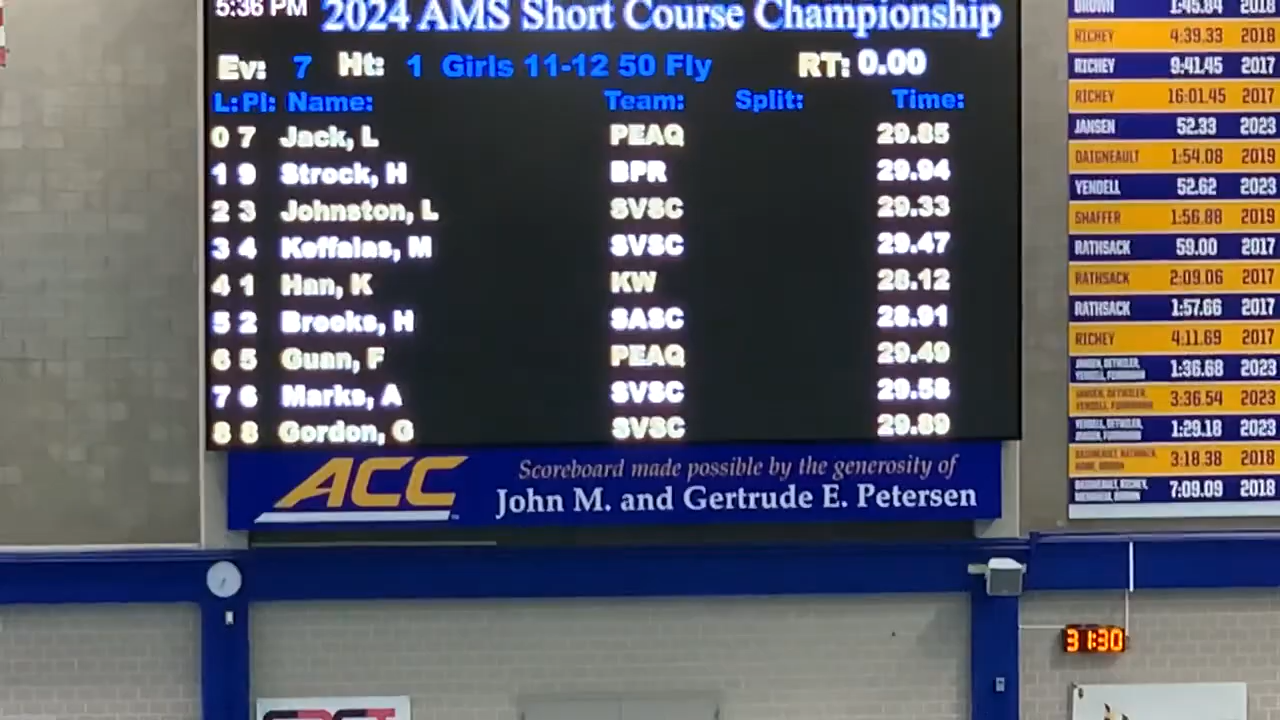 5:36 PM 2024 AMS Short Course Championship
Ev: 7 Ht: 1 Girls 11-12 50 Fly RT: 0.00
L: Pl: Name: Team: Split: Time:
0 7 Jack, L PEAQ 29.85
1 9 Strock, H BPR 29.94
2 3 Johnston, L SVSC 29.33
3 4 Keffalas, M SVSC 29.47
4 1 Han, K KW 28.12
5 2 Brooks, H SASC 28.91
6 5 Guan, F PEAQ 29.49
7 6 Marks, A SVSC 29.58
8 8 Gordon, G SVSC 29.89
ACC
Scoreboard made possible by the generosity of
John M. and Gertrude E. Petersen
BROWN 1:45.84 2018
RICHEY 4:39.33 2018
RICHEY 9:41.45 2017
RICHEY 16:01.45 2017
JANSEN 52.33 2023
DAIGNEAULT 1:54.08 2019
YENDELL 52.62 2023
SHAFFER 1:56.88 2019
RATHSACK 59.00 2017
RATHSACK 2:09.06 2017
RATHSACK 1:57.66 2017
RICHEY 4:11.69 2017
1:36.68 2023
3:36.54 2023
1:29.18 2023
3:18.38 2018
7:09.09 2018
31:30